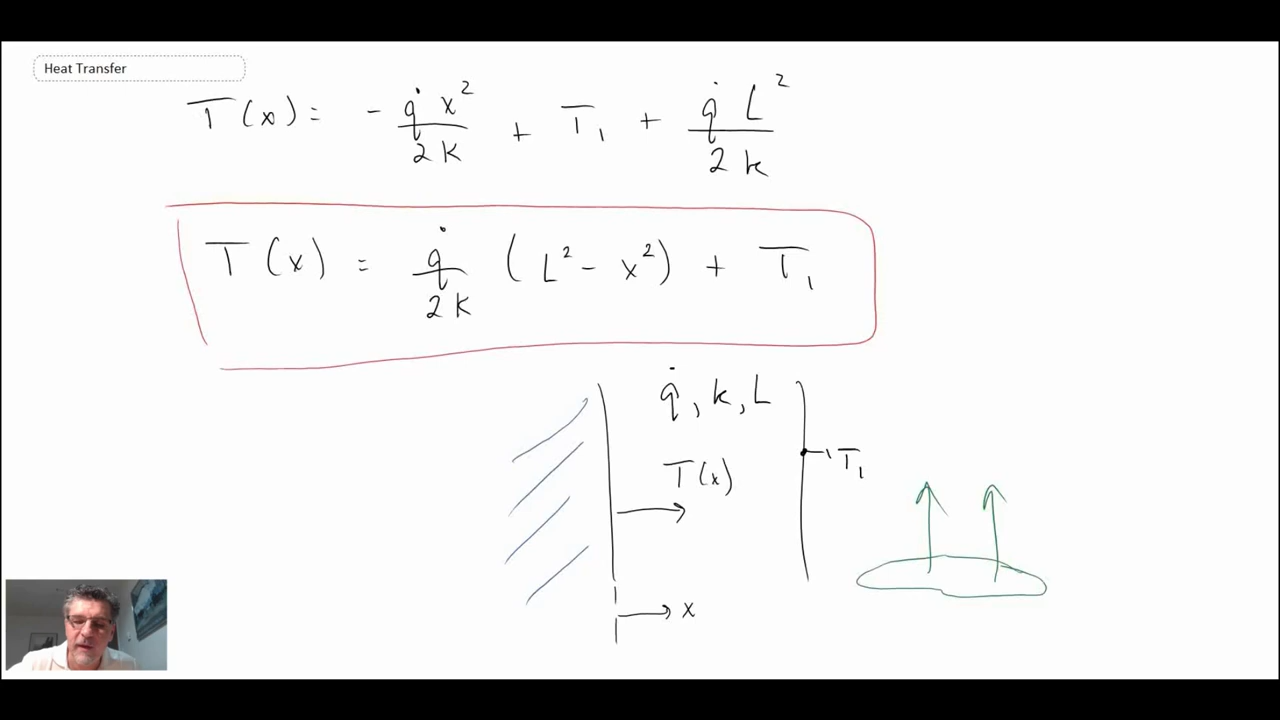 Heat Transfer
T(x) = - q̇ x² / 2k + T₁ + q̇ L² / 2k
T(x) = q̇ / 2k (L² - x²) + T₁
q̇, k, L
T(x)
T₁
x